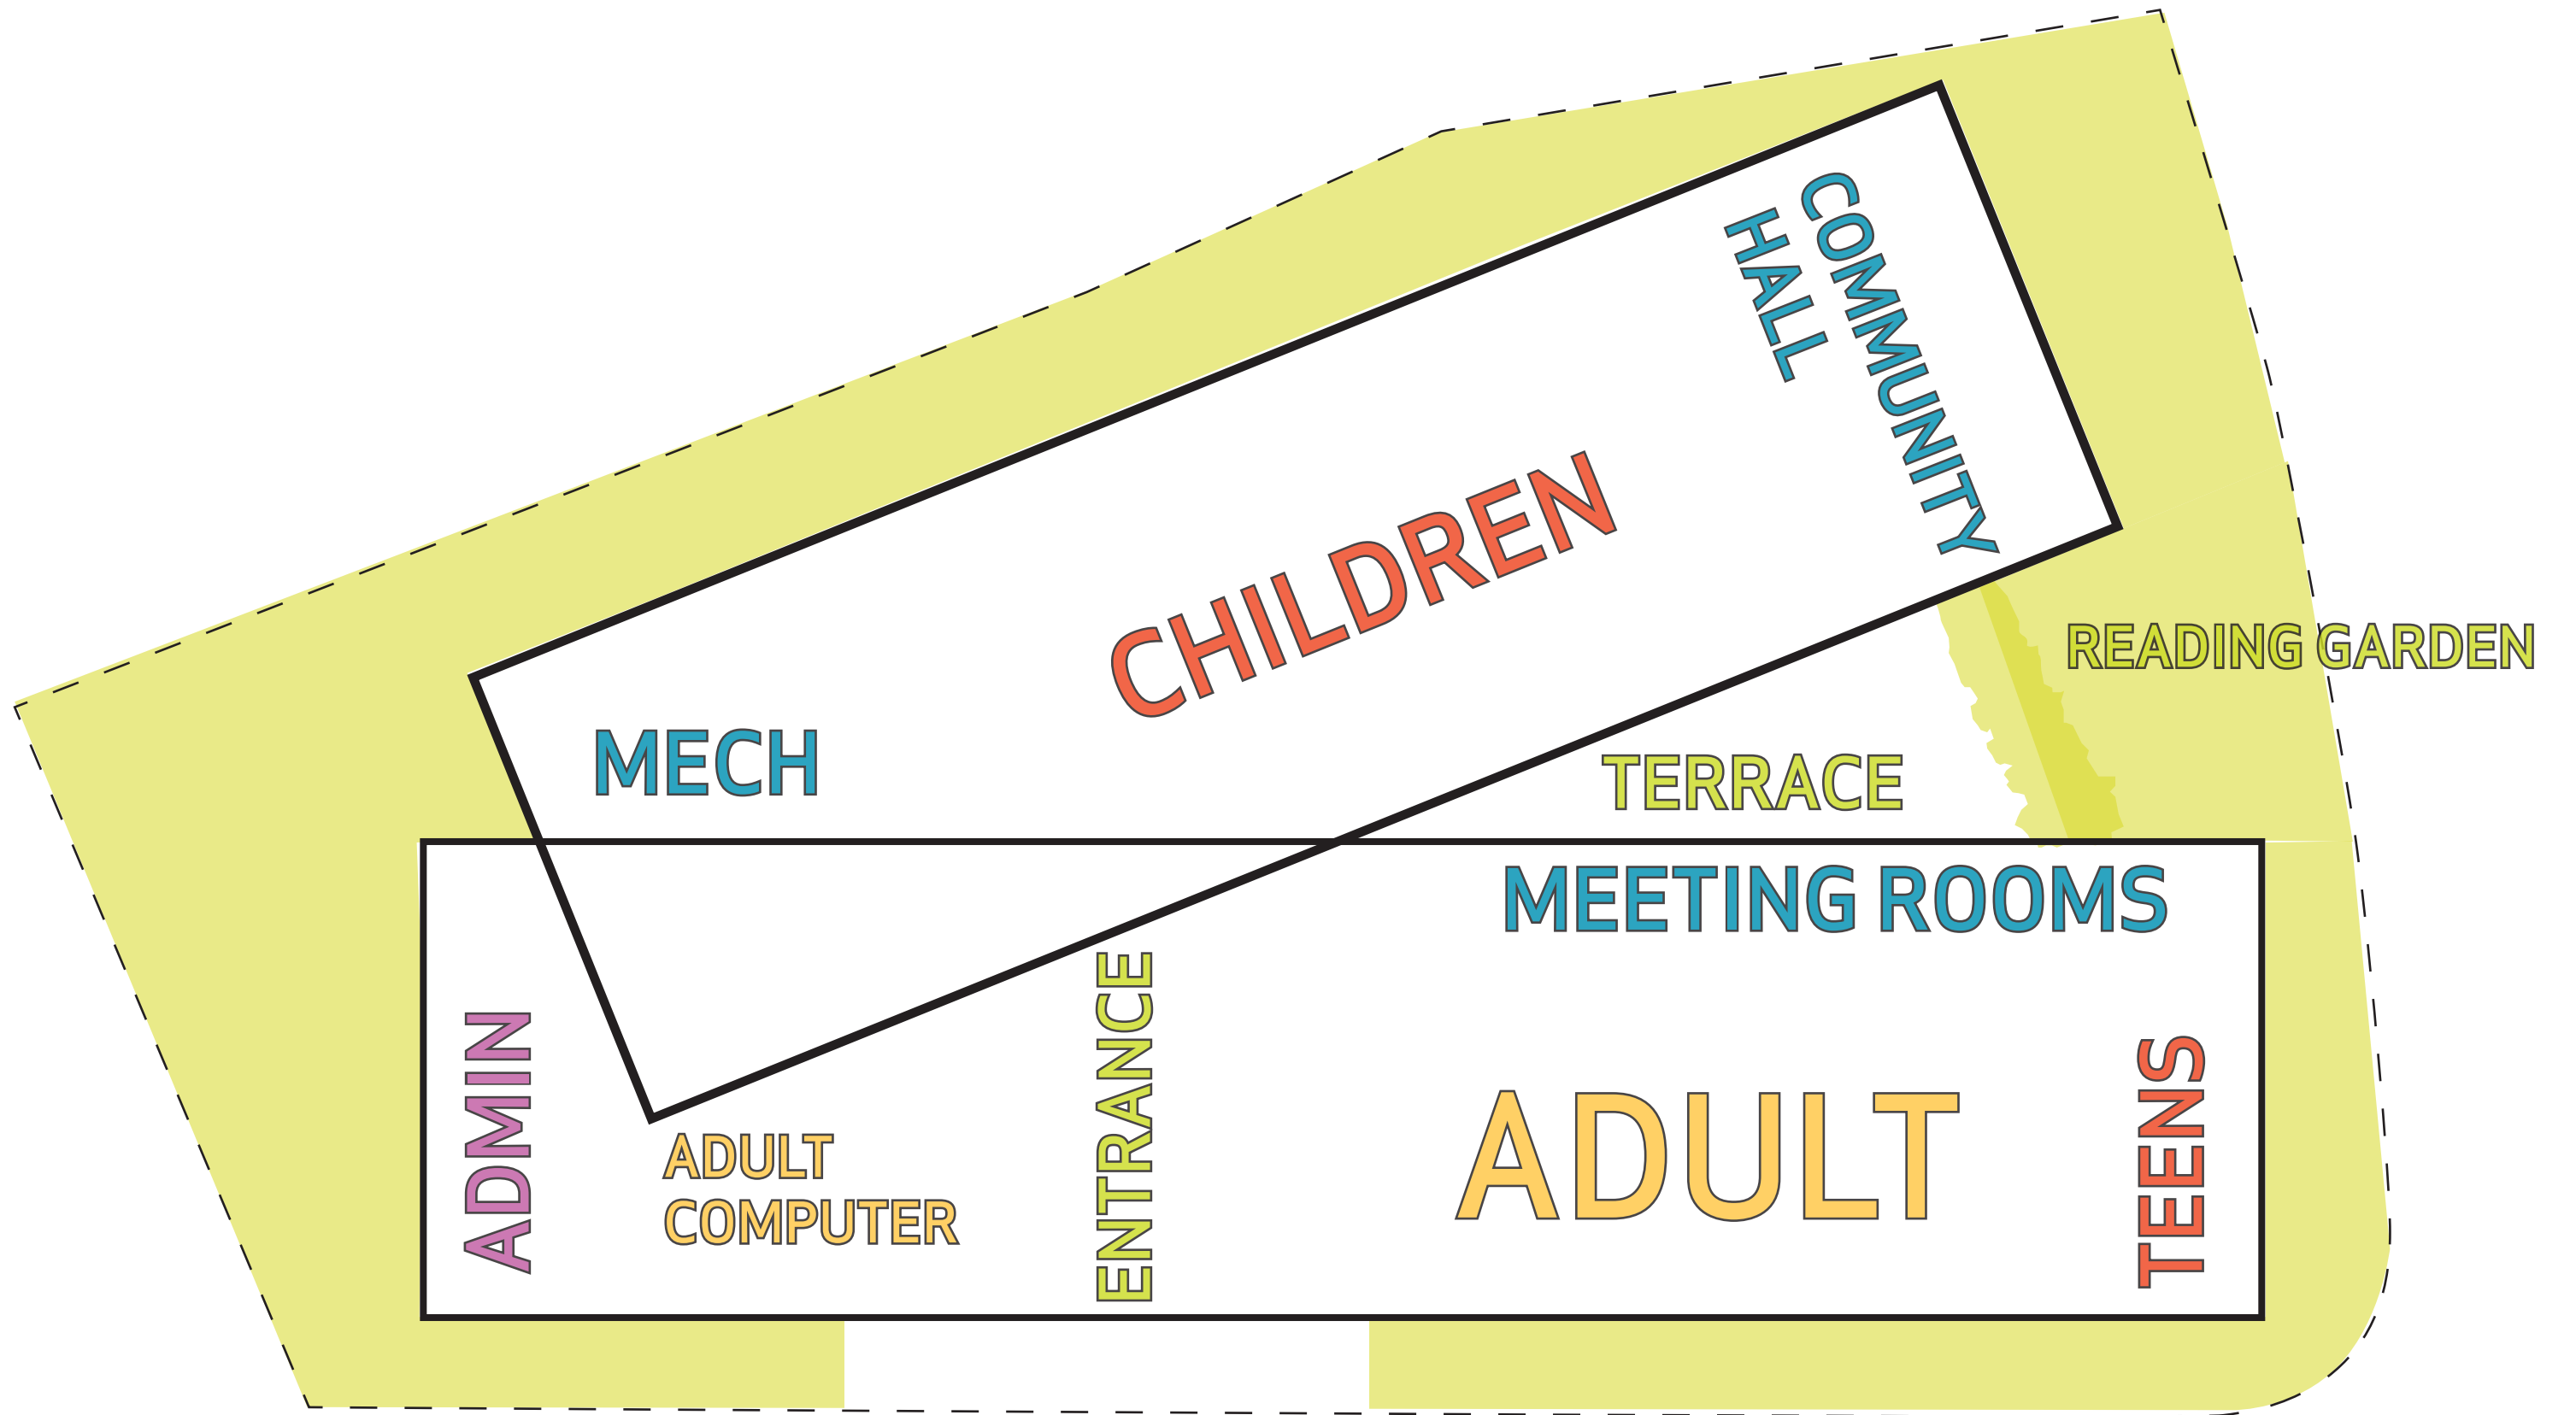 COMMUNITY
HALL
CHILDREN
READING GARDEN
MECH
TERRACE
MEETING ROOMS
ADMIN
ADULT
COMPUTER
ENTRANCE
ADULT
TEENS